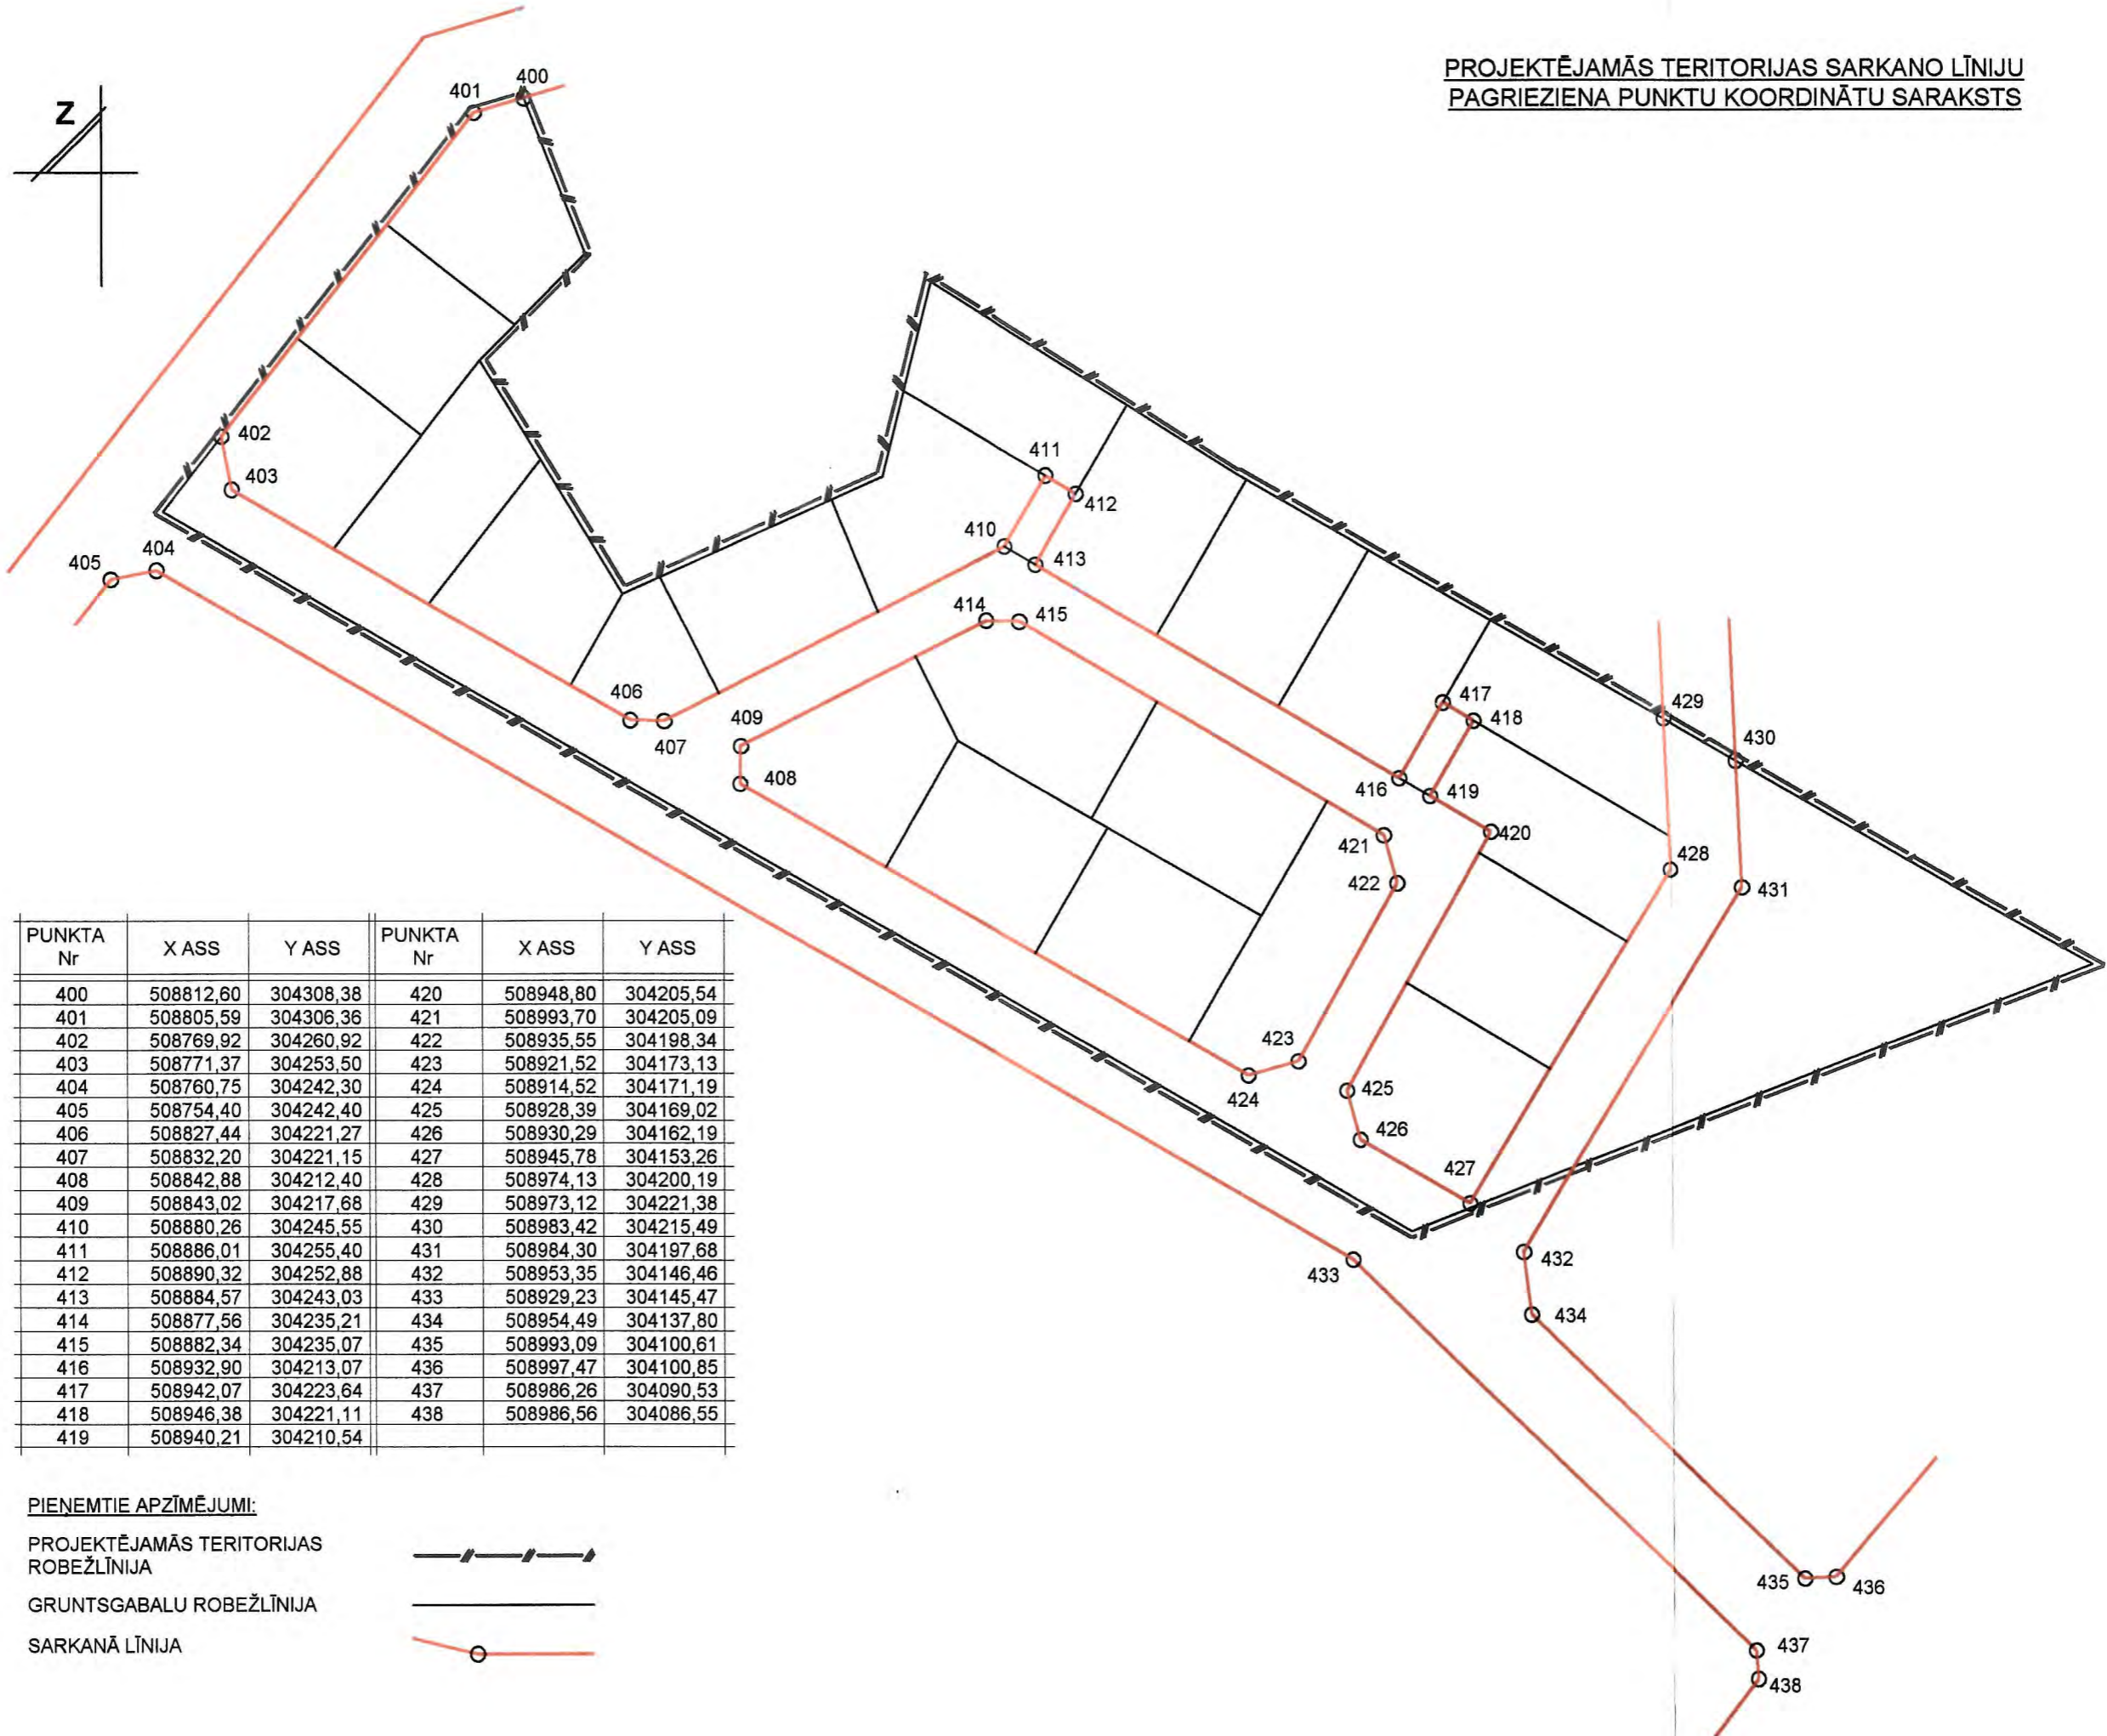 PROJEKTĒJAMĀS TERITORIJAS SARKANO LĪNIJU
PAGRIEZIENA PUNKTU KOORDINĀTU SARAKSTS
Z
400
401
402
403
404
405
406
407
408
409
410
411
412
413
414
415
416
417
418
419
420
421
422
423
424
425
426
427
428
429
430
431
432
433
434
435
436
437
438
PUNKTA Nr X ASS Y ASS PUNKTA Nr X ASS Y ASS
400 508812,60 304308,38 420 508948,80 304205,54
401 508805,59 304306,36 421 508993,70 304205,09
402 508769,92 304260,92 422 508935,55 304198,34
403 508771,37 304253,50 423 508921,52 304173,13
404 508760,75 304242,30 424 508914,52 304171,19
405 508754,40 304242,40 425 508928,39 304169,02
406 508827,44 304221,27 426 508930,29 304162,19
407 508832,20 304221,15 427 508945,78 304153,26
408 508842,88 304212,40 428 508974,13 304200,19
409 508843,02 304217,68 429 508973,12 304221,38
410 508880,26 304245,55 430 508983,42 304215,49
411 508886,01 304255,40 431 508984,30 304197,68
412 508890,32 304252,88 432 508953,35 304146,46
413 508884,57 304243,03 433 508929,23 304145,47
414 508877,56 304235,21 434 508954,49 304137,80
415 508882,34 304235,07 435 508993,09 304100,61
416 508932,90 304213,07 436 508997,47 304100,85
417 508942,07 304223,64 437 508986,26 304090,53
418 508946,38 304221,11 438 508986,56 304086,55
419 508940,21 304210,54
PIEŅEMTIE APZĪMĒJUMI:
PROJEKTĒJAMĀS TERITORIJAS
ROBEŽLĪNIJA
GRUNTSGABALU ROBEŽLĪNIJA
SARKANĀ LĪNIJA